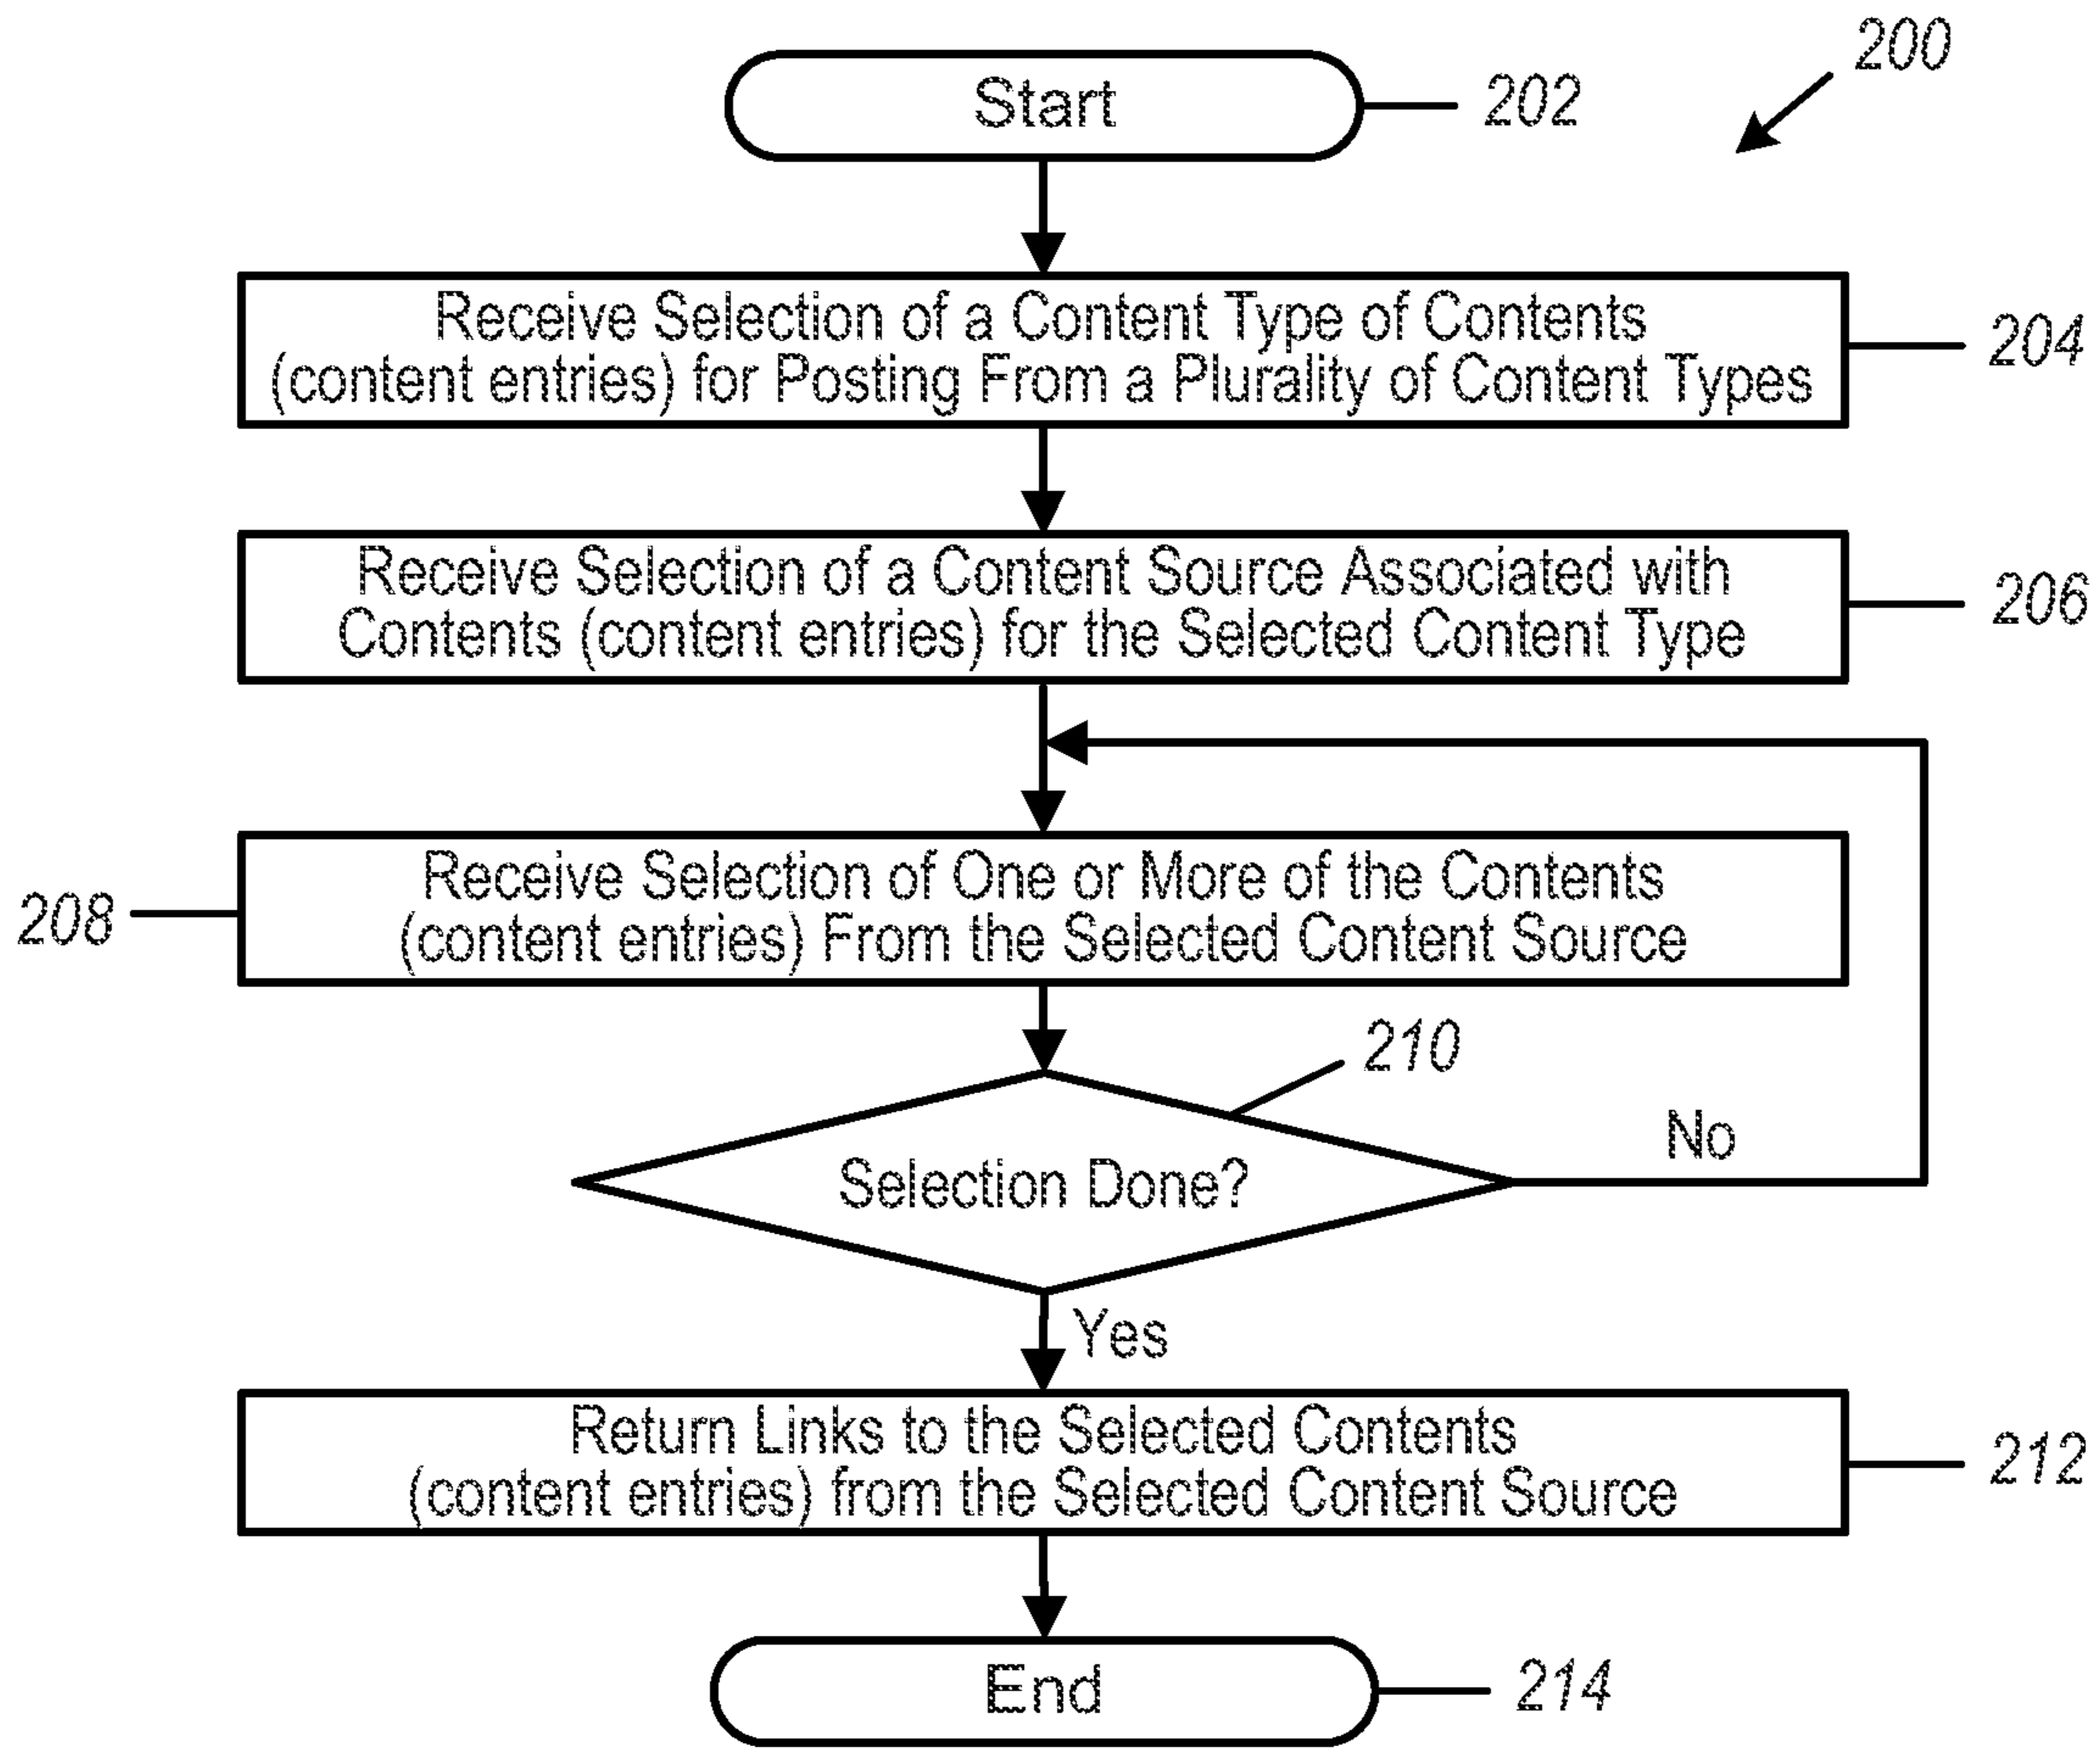 200
Start
202
Receive Selection of a Content Type of Contents
(content entries) for Posting From a Plurality of Content Types
204
Receive Selection of a Content Source Associated with
Contents (content entries) for the Selected Content Type
206
Receive Selection of One or More of the Contents
(content entries) From the Selected Content Source
208
210
Selection Done?
No
Yes
Return Links to the Selected Contents
(content entries) from the Selected Content Source
212
End
214